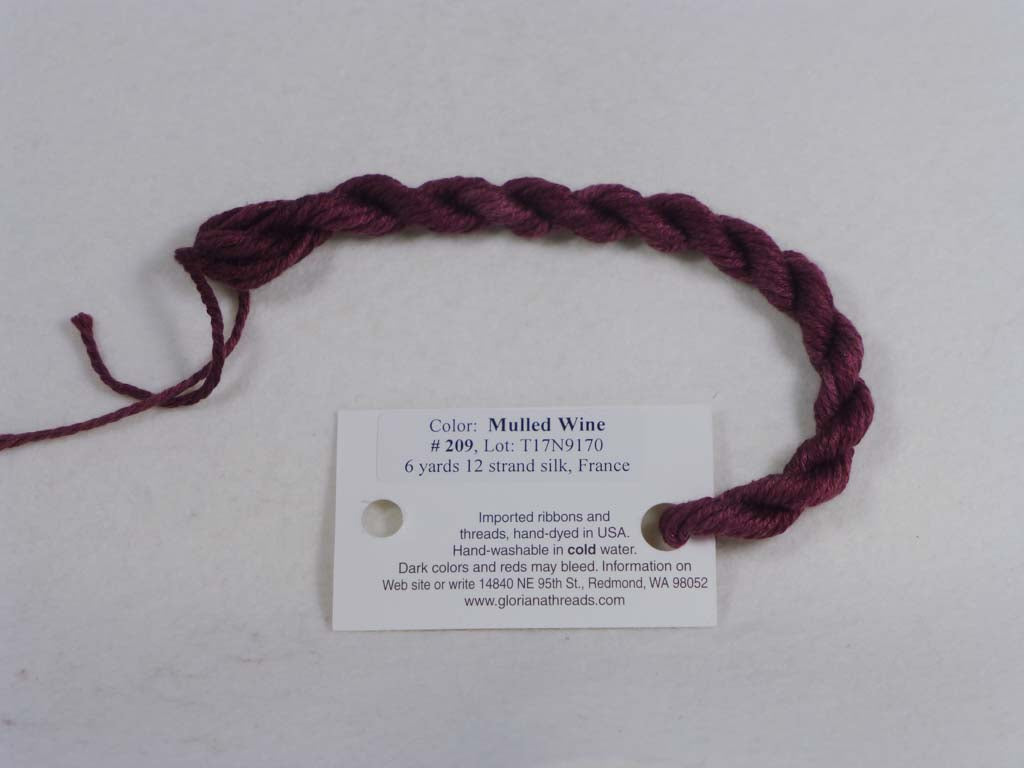 Color: Mulled Wine
# 209, Lot: T17N9170
6 yards 12 strand silk, France
Imported ribbons and
threads, hand-dyed in USA.
Hand-washable in cold water.
Dark colors and reds may bleed. Information on
Web site or write 14840 NE 95th St., Redmond, WA 98052
www.glorianathreads.com